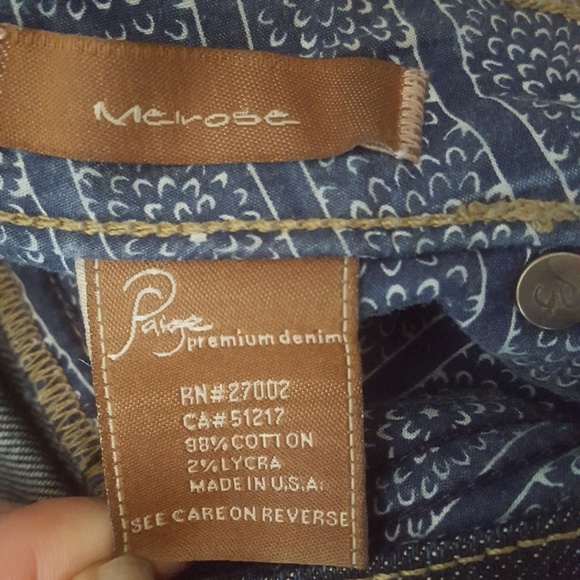 Melrose
Paige
premium denim
RN#27002
CA#51217
98% COTTON
2% LYCRA
MADE IN U.S.A.
SEE CARE ON REVERSE